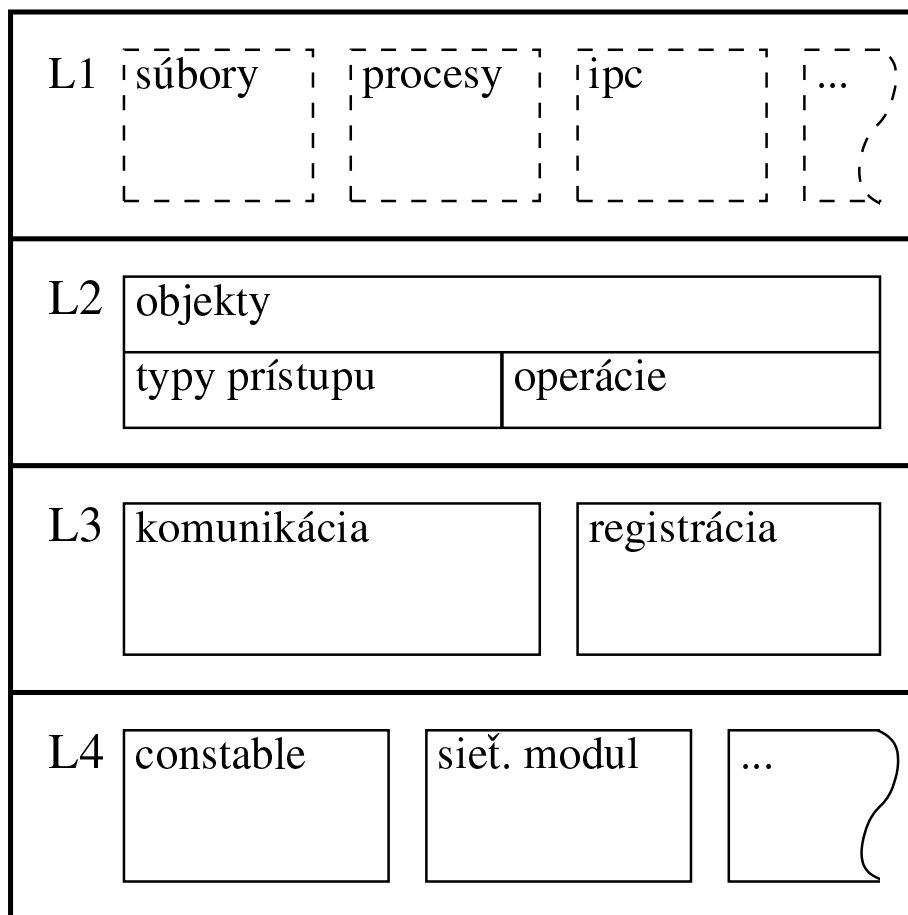 L1 súbory procesy ipc ...
L2 objekty
typy prístupu operácie
L3 komunikácia registrácia
L4 constable sieť. modul ...